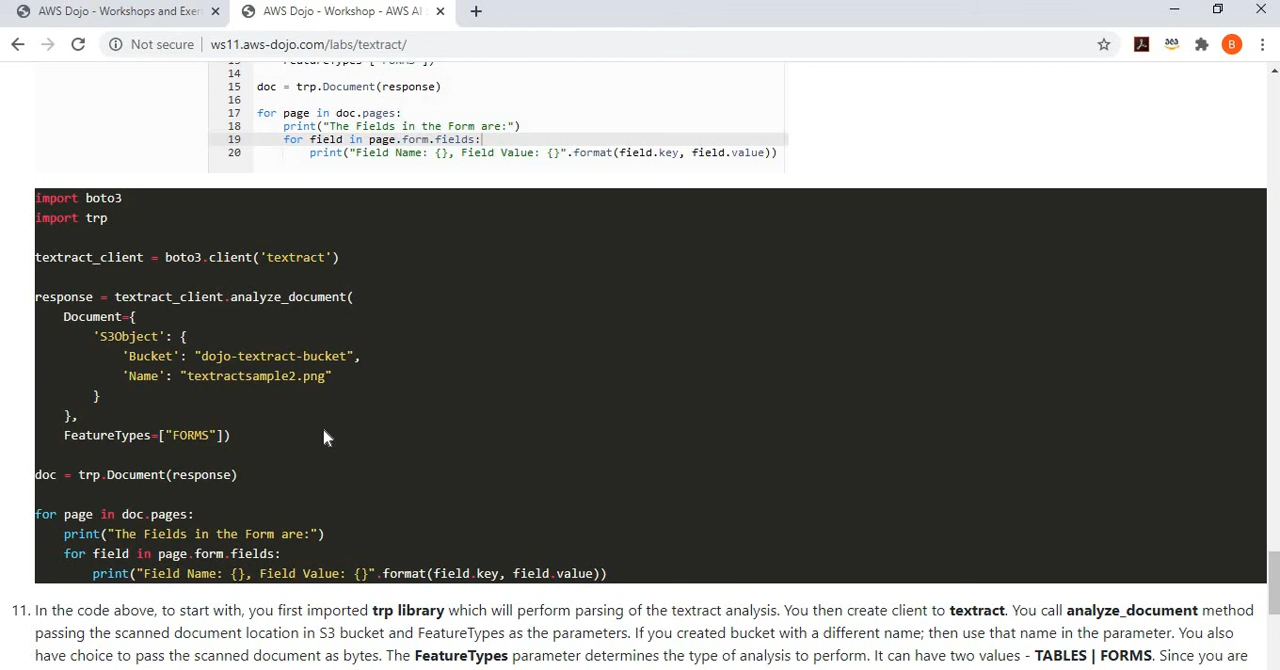 AWS Dojo - Workshops and Exer
AWS Dojo - Workshop - AWS AI
Not secure | ws11.aws-dojo.com/labs/textract/
B
14
15 doc = trp.Document(response)
16
17 for page in doc.pages:
18 print("The Fields in the Form are:")
19 for field in page.form.fields:
20 print("Field Name: {}, Field Value: {}".format(field.key, field.value))
import boto3
import trp
textract_client = boto3.client('textract')
response = textract_client.analyze_document(
Document={
'S3Object': {
'Bucket': "dojo-textract-bucket",
'Name': "textractsample2.png"
}
},
FeatureTypes=["FORMS"])
doc = trp.Document(response)
for page in doc.pages:
print("The Fields in the Form are:")
for field in page.form.fields:
print("Field Name: {}, Field Value: {}".format(field.key, field.value))
11. In the code above, to start with, you first imported trp library which will perform parsing of the textract analysis. You then create client to textract. You call analyze_document method
passing the scanned document location in S3 bucket and FeatureTypes as the parameters. If you created bucket with a different name; then use that name in the parameter. You also
have choice to pass the scanned document as bytes. The FeatureTypes parameter determines the type of analysis to perform. It can have two values - TABLES | FORMS. Since you are